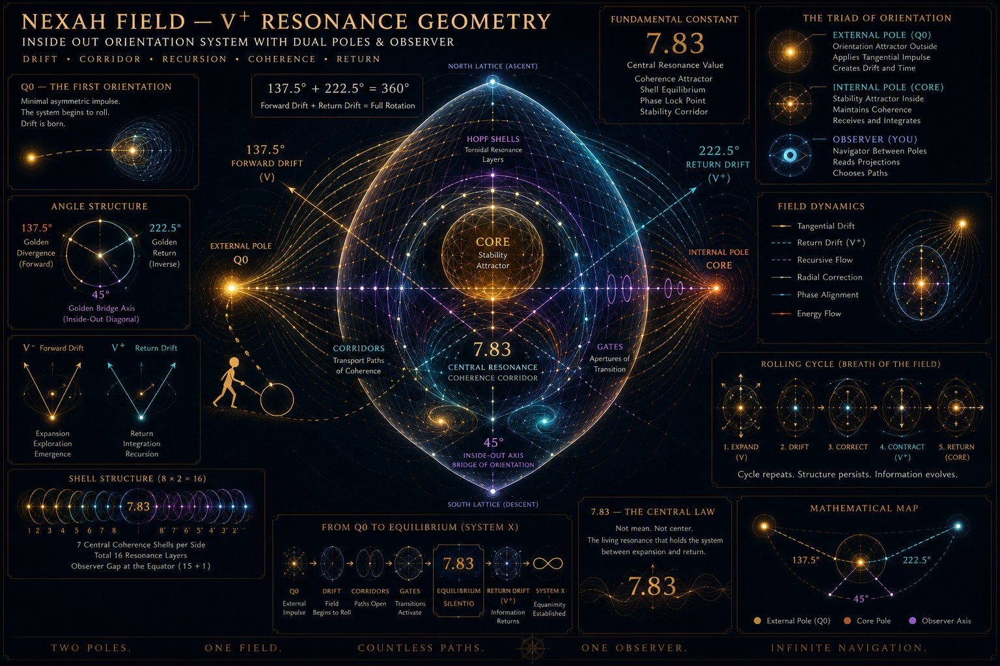 NEXAH FIELD — V⁺ RESONANCE GEOMETRY
INSIDE OUT ORIENTATION SYSTEM WITH DUAL POLES & OBSERVER
DRIFT • CORRIDOR • RECURSION • COHERENCE • RETURN
Q0 — THE FIRST ORIENTATION
Minimal asymmetric impulse.
The system begins to roll.
Drift is born.
137.5° + 222.5° = 360°
Forward Drift + Return Drift = Full Rotation
FUNDAMENTAL CONSTANT
7.83
Central Resonance Value
Coherence Attractor
Shell Equilibrium
Phase Lock Point
Stability Corridor
THE TRIAD OF ORIENTATION
EXTERNAL POLE (Q0)
Orientation Attractor Outside
Applies Tangential Impulse
Creates Drift and Time
INTERNAL POLE (CORE)
Stability Attractor Inside
Maintains Coherence
Receives and Integrates
OBSERVER (YOU)
Navigator Between Poles
Reads Projections
Chooses Paths
ANGLE STRUCTURE
137.5°
Golden
Divergence
(Forward)
222.5°
Golden
Return
(Inverse)
45°
Golden Bridge Axis
(Inside-Out Diagonal)
V⁻ Forward Drift
Expansion
Exploration
Emergence
V⁺ Return Drift
Return
Integration
Recursion
NORTH LATTICE (ASCENT)
137.5°
FORWARD DRIFT
(V)
222.5°
RETURN DRIFT
(V⁺)
HOPF SHELLS
Toroidal Resonance
Layers
CORE
Stability
Attractor
EXTERNAL POLE
Q0
INTERNAL POLE
CORE
CORRIDORS
Transport Paths
of Coherence
7.83
CENTRAL RESONANCE
COHERENCE CORRIDOR
GATES
Apertures of
Transition
45°
INSIDE-OUT AXIS
BRIDGE OF ORIENTATION
SOUTH LATTICE (DESCENT)
FIELD DYNAMICS
Tangential Drift
Return Drift (V⁺)
Recursive Flow
Radial Correction
Phase Alignment
Energy Flow
ROLLING CYCLE (BREATH OF THE FIELD)
1. EXPAND
(V)
2. DRIFT
3. CORRECT
4. CONTRACT
(V⁺)
5. RETURN
(CORE)
Cycle repeats. Structure persists. Information evolves.
SHELL STRUCTURE (8 × 2 = 16)
7.83
1 2 3 4 5 6 7 8 8' 7' 6' 5' 4' 3' 2'
7 Central Coherence Shells per Side
Total 16 Resonance Layers
Observer Gap at the Equator (15 + 1)
FROM Q0 TO EQUILIBRIUM (SYSTEM X)
Q0
External
Impulse
DRIFT
Field
Begins to Roll
CORRIDORS
Paths Open
GATES
Transitions
Activate
7.83
EQUILIBRIUM
SILENTIO
RETURN DRIFT
(V⁺)
Information
Returns
SYSTEM X
Equanimity
Established
7.83 — THE CENTRAL LAW
Not mean. Not center.
The living resonance that holds the system
between expansion and return.
7.83
MATHEMATICAL MAP
137.5°
222.5°
45°
External Pole (Q0)
Core Pole
Observer Axis
TWO POLES.
ONE FIELD.
COUNTLESS PATHS.
ONE OBSERVER.
INFINITE NAVIGATION.